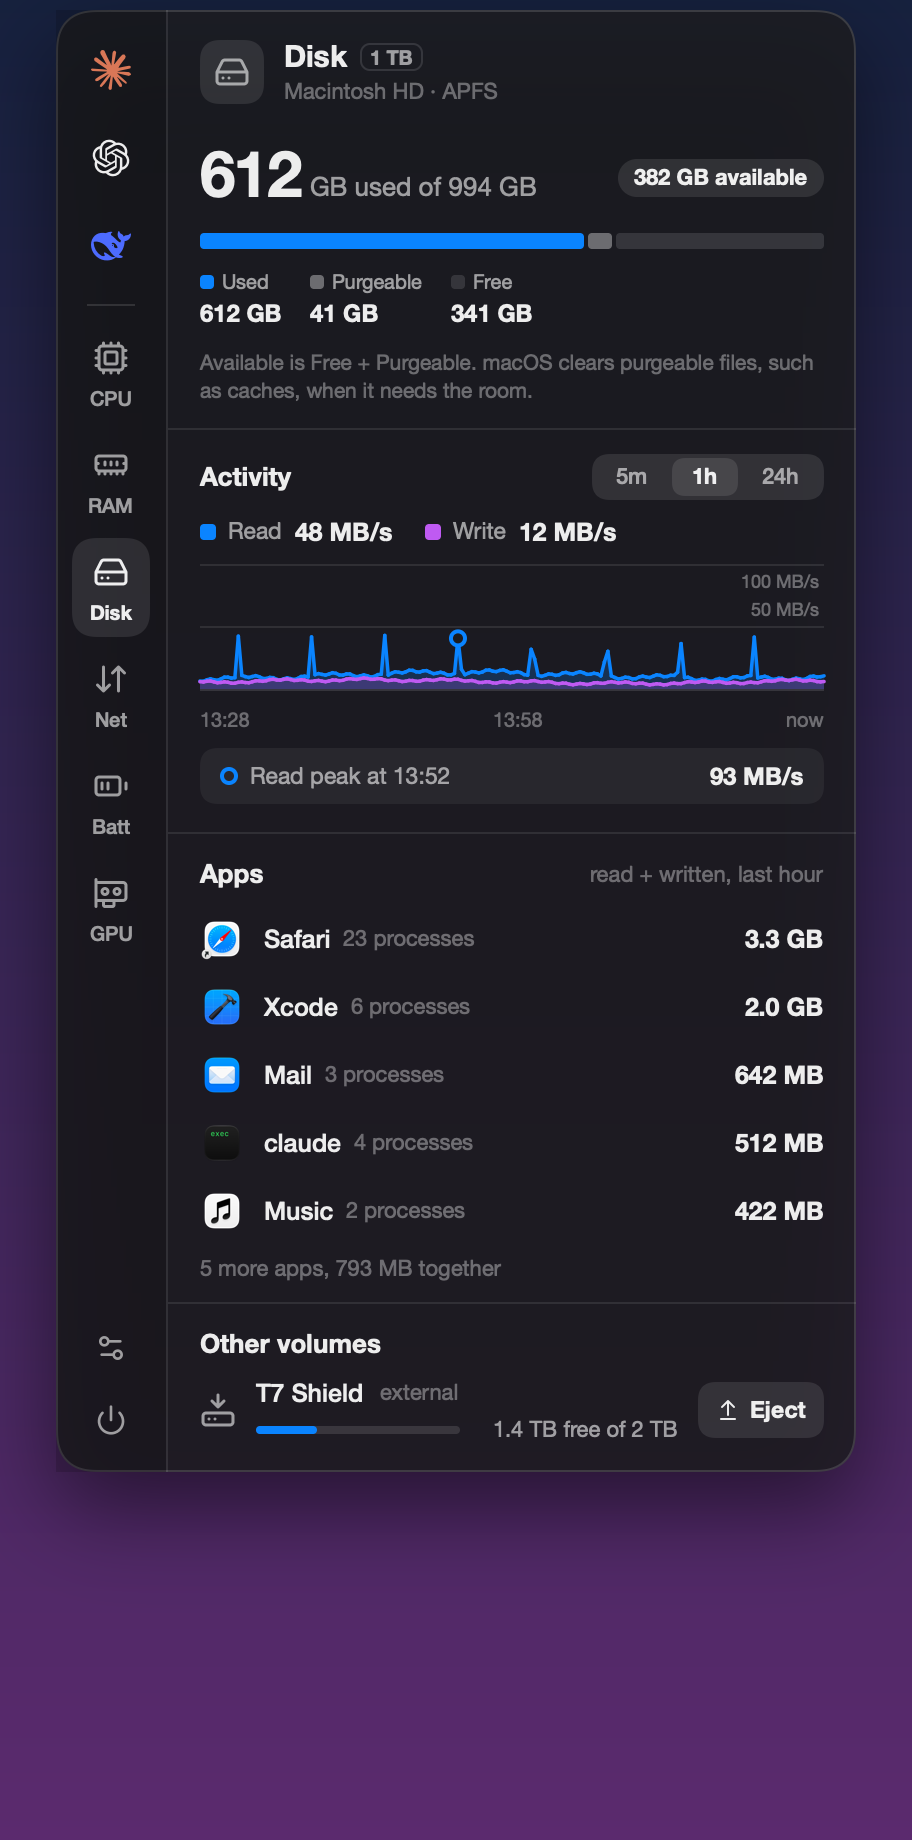 Disk 1 TB
Macintosh HD · APFS
612 GB used of 994 GB
382 GB available
Used
Purgeable
Free
612 GB
41 GB
341 GB
Available is Free + Purgeable. macOS clears purgeable files, such
as caches, when it needs the room.
CPU
RAM
Disk
Net
Batt
GPU
Activity
5m
1h
24h
Read 48 MB/s
Write 12 MB/s
100 MB/s
50 MB/s
13:28
13:58
now
Read peak at 13:52
93 MB/s
Apps
read + written, last hour
Safari 23 processes
3.3 GB
Xcode 6 processes
2.0 GB
Mail 3 processes
642 MB
exec
claude 4 processes
512 MB
Music 2 processes
422 MB
5 more apps, 793 MB together
Other volumes
T7 Shield external
1.4 TB free of 2 TB
Eject